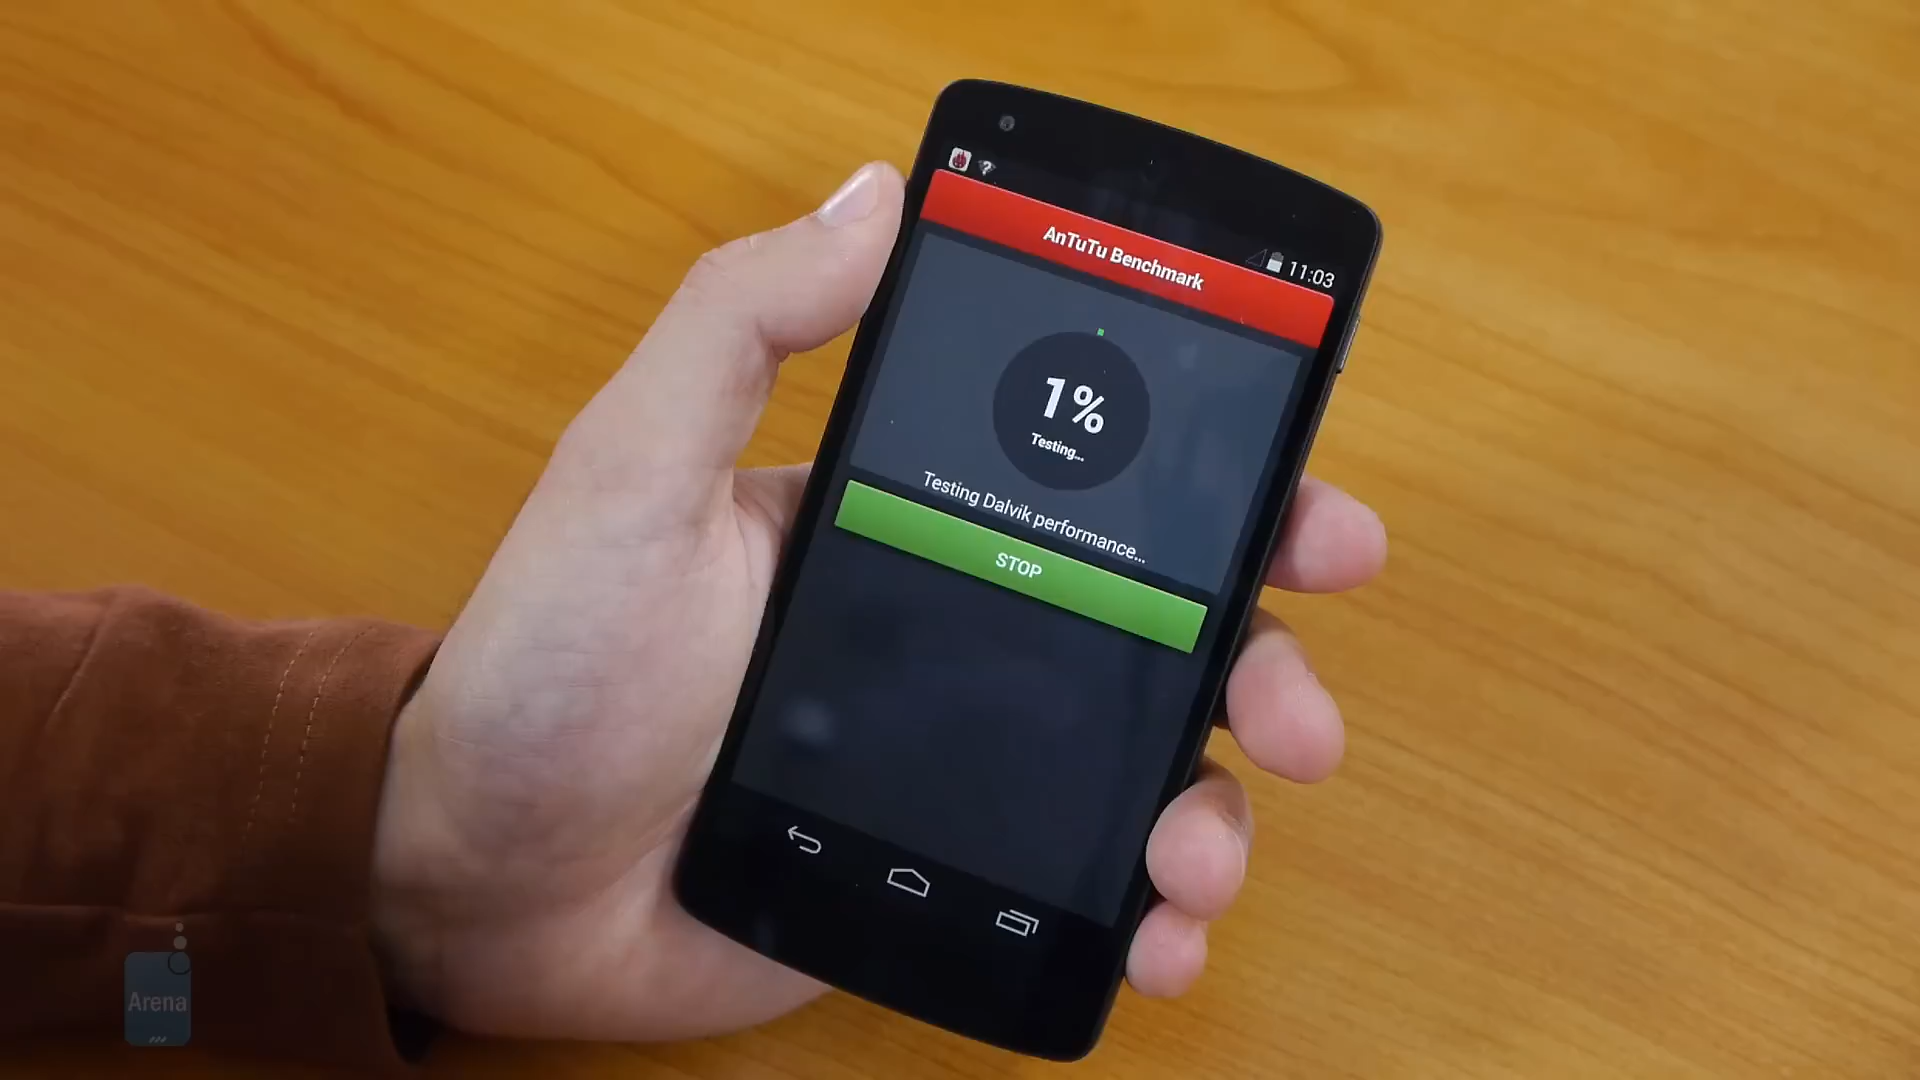 11:03
AnTuTu Benchmark
1%
Testing...
Testing Dalvik performance...
STOP
Arena